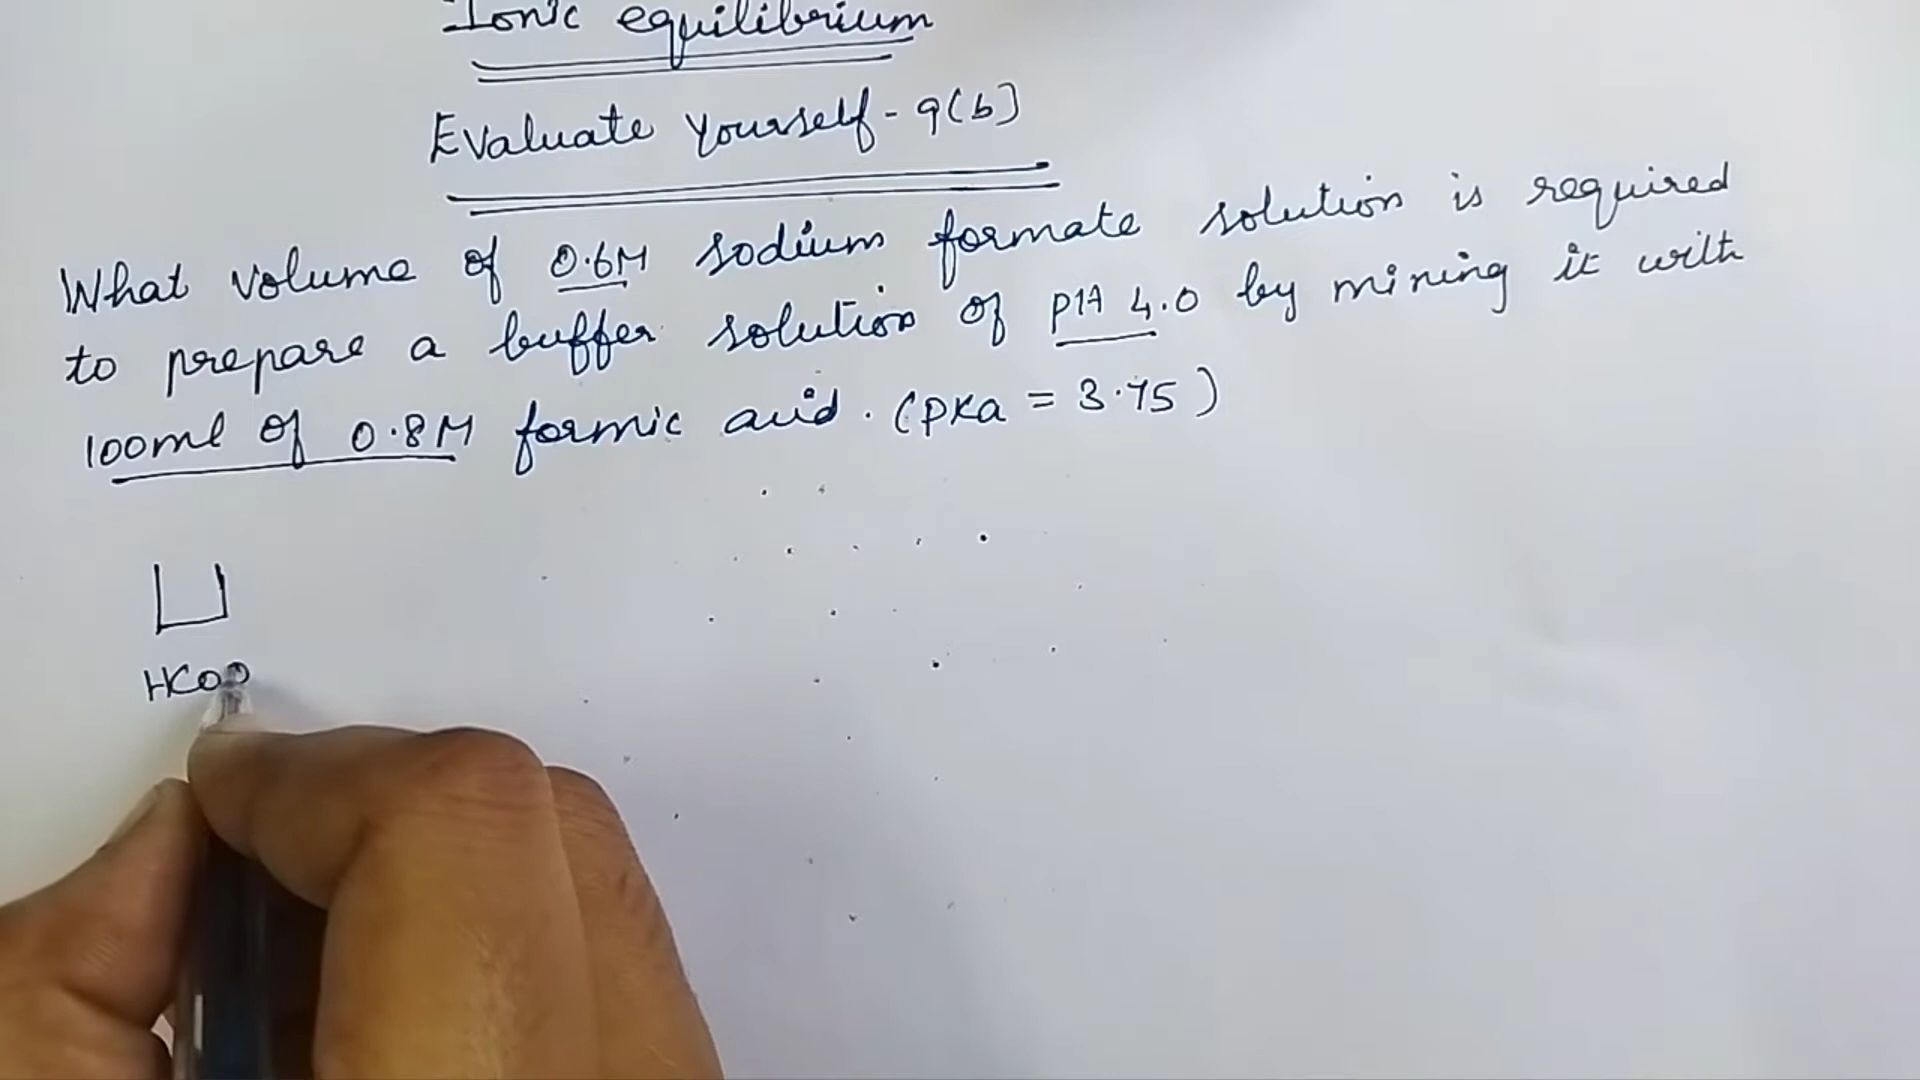 Ionic equilibrium
Evaluate yourself - 9(b)
What volume of 0.6M sodium formate solution is required
to prepare a buffer solution of pH 4.0 by mixing it with
100ml of 0.8M formic acid. (pKa = 3.75)
HCOO